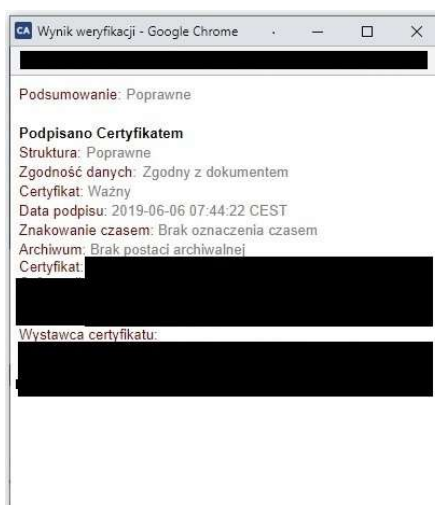 CA Wynik weryfikacji - Google Chrome
Podsumowanie: Poprawne
Podpisano Certyfikatem
Struktura: Poprawne
Zgodność danych: Zgodny z dokumentem
Certyfikat: Ważny
Data podpisu: 2019-06-06 07:44:22 CEST
Znakowanie czasem: Brak oznaczenia czasem
Archiwum: Brak postaci archiwalnej
Certyfikat:
Wystawca certyfikatu: